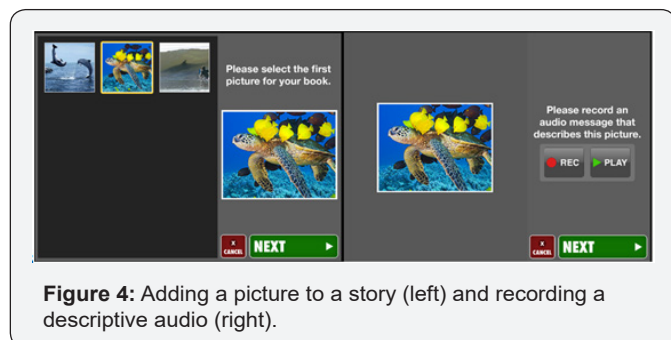 Please select the first
picture for your book.
X
CANCEL
NEXT
Please record an
audio message that
describes this picture.
REC
PLAY
X
CANCEL
NEXT
Figure 4: Adding a picture to a story (left) and recording a
descriptive audio (right).